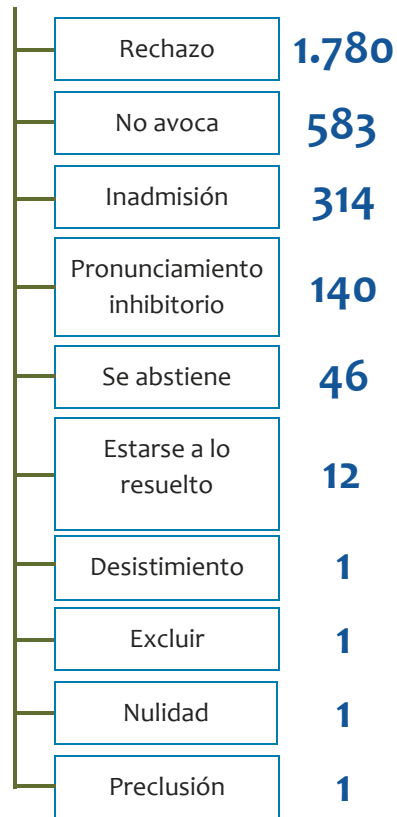 Rechazo 1.780
No avoca 583
Inadmisión 314
Pronunciamiento
inhibitorio 140
Se abstiene 46
Estarse a lo
resuelto 12
Desistimiento 1
Excluir 1
Nulidad 1
Preclusión 1